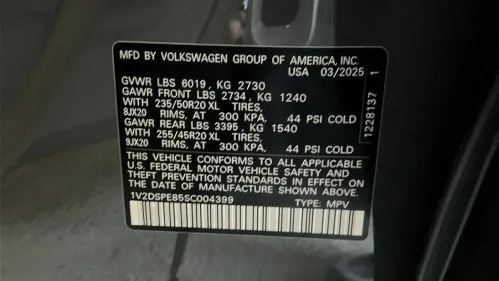 MFD BY VOLKSWAGEN GROUP OF AMERICA, INC.
USA 03/2025
GVWR LBS 6019, KG 2730
GAWR FRONT LBS 2734, KG 1240
WITH 235/50R20 XL TIRES,
8JX20 RIMS, AT 300 KPA, 44 PSI COLD
GAWR REAR LBS 3395, KG 1540
WITH 255/45R20 XL TIRES,
9JX20 RIMS, AT 300 KPA, 44 PSI COLD
THIS VEHICLE CONFORMS TO ALL APPLICABLE
U.S. FEDERAL MOTOR VEHICLE SAFETY AND
THEFT PREVENTION STANDARDS IN EFFECT ON
THE DATE OF MANUFACTURE SHOWN ABOVE.
1V2DSPE85SC004399
TYPE: MPV
1228137 1